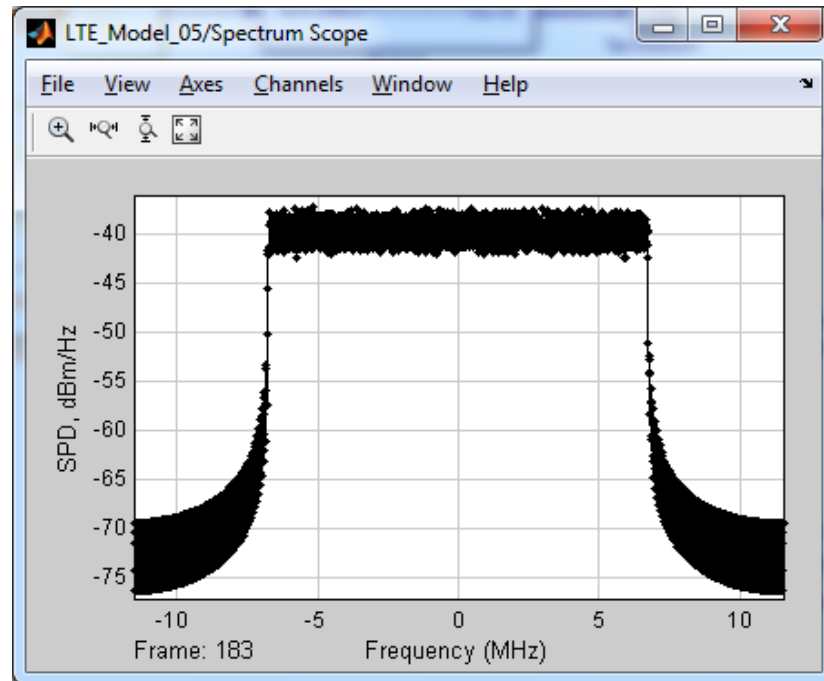 LTE_Model_05/Spectrum Scope
File View Axes Channels Window Help
SPD, dBm/Hz
-40
-45
-50
-55
-60
-65
-70
-75
-10 -5 0 5 10
Frame: 183 Frequency (MHz)